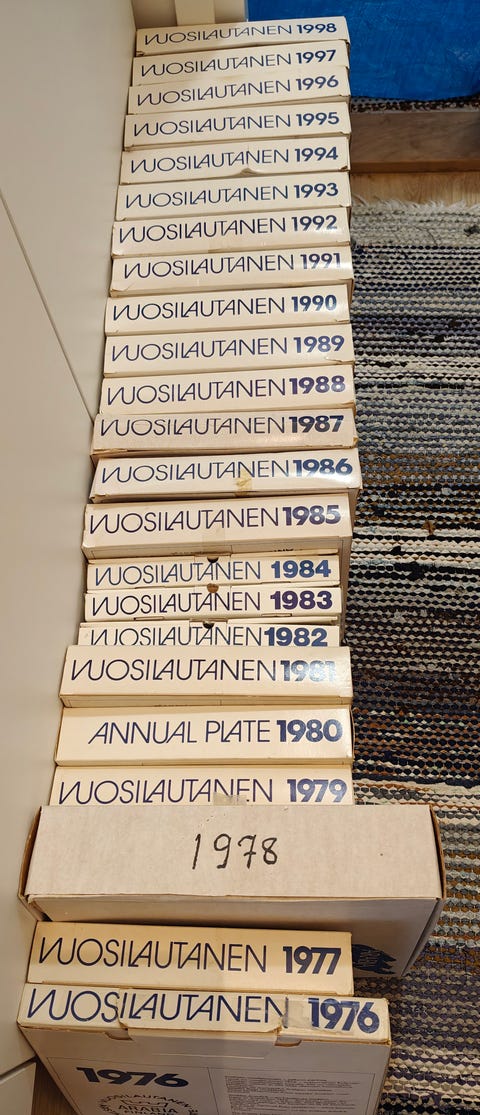 VUOSILAUTANEN 1998
VUOSILAUTANEN 1997
VUOSILAUTANEN 1996
VUOSILAUTANEN 1995
VUOSILAUTANEN 1994
VUOSILAUTANEN 1993
VUOSILAUTANEN 1992
VUOSILAUTANEN 1991
VUOSILAUTANEN 1990
VUOSILAUTANEN 1989
VUOSILAUTANEN 1988
VUOSILAUTANEN 1987
VUOSILAUTANEN 1986
VUOSILAUTANEN 1985
VUOSILAUTANEN 1984
VUOSILAUTANEN 1983
VUOSILAUTANEN 1982
VUOSILAUTANEN 1981
ANNUAL PLATE 1980
VUOSILAUTANEN 1979
1978
VUOSILAUTANEN 1977
VUOSILAUTANEN 1976
1976
VUOSILAUTANEN
ARABIA